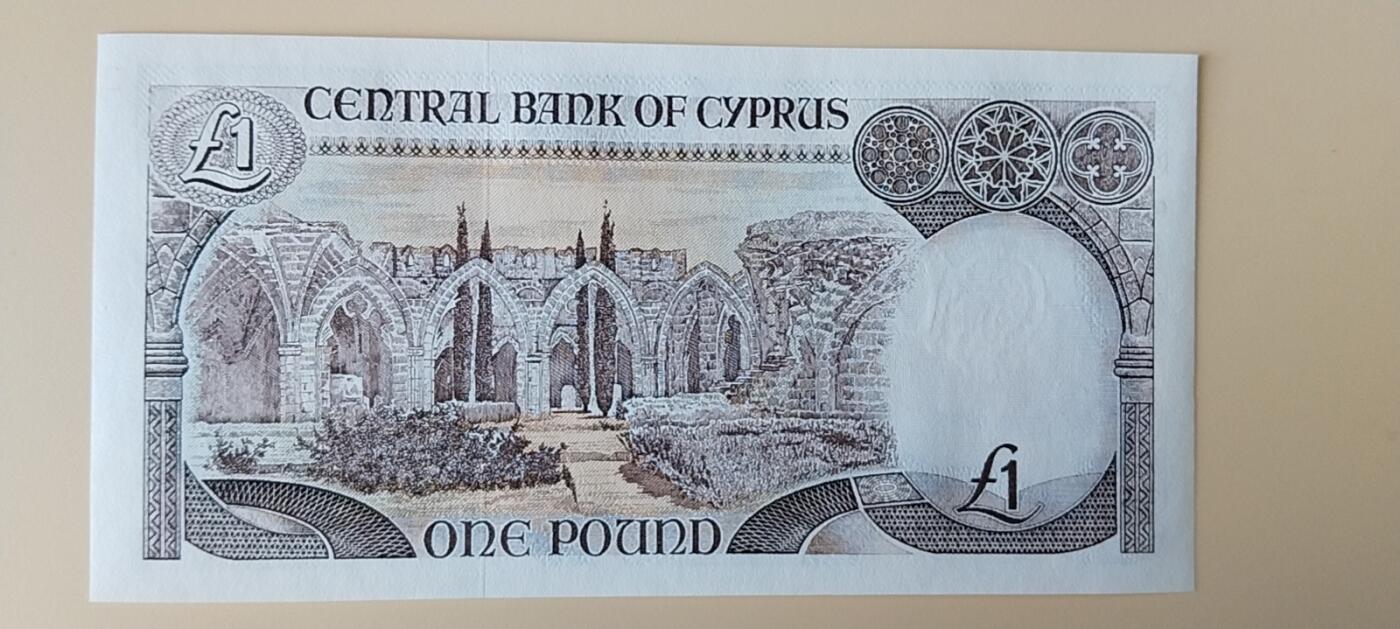 £1
CENTRAL BANK OF CYPRUS
£1
ONE POUND